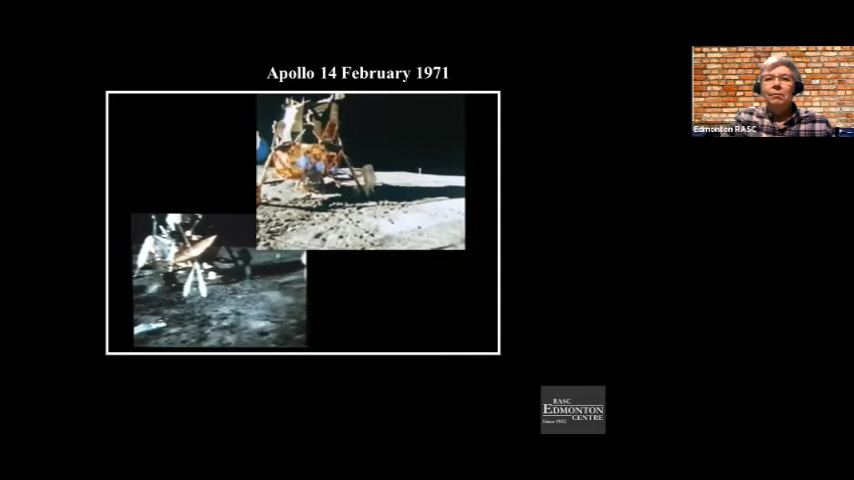 Apollo 14 February 1971
Edmonton RASC
RASC
EDMONTON
CENTRE
Since 1932